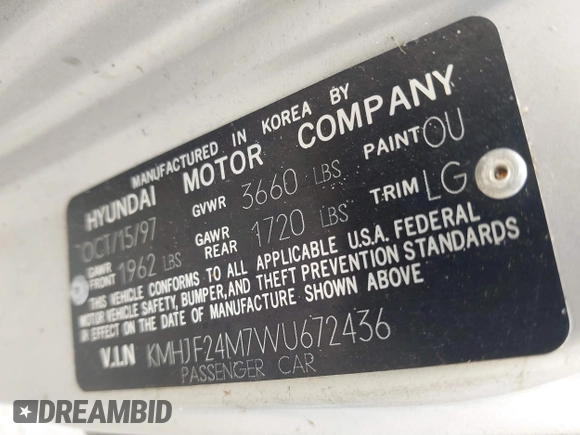 MANUFACTURED IN KOREA BY
HYUNDAI MOTOR COMPANY
OCT/15/97 GVWR 3660 LBS PAINT OU
GAWR FRONT 1962 LBS GAWR REAR 1720 LBS TRIM LG
THIS VEHICLE CONFORMS TO ALL APPLICABLE U.S.A. FEDERAL
MOTOR VEHICLE SAFETY, BUMPER, AND THEFT PREVENTION STANDARDS
IN EFFECT ON THE DATE OF MANUFACTURE SHOWN ABOVE
V.I.N KMHJF24M7WU672436
PASSENGER CAR
DREAMBID